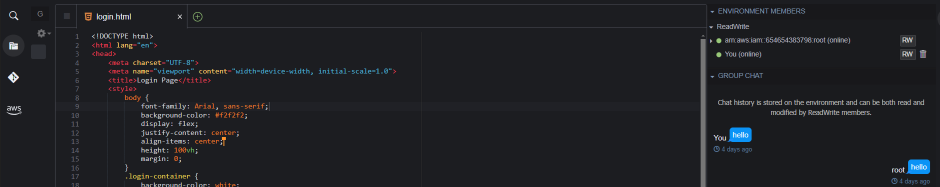 login.html
ENVIRONMENT MEMBERS
ReadWrite
arn:aws:iam::654654383798:root (online) RW
You (online) RW
GROUP CHAT
Chat history is stored on the environment and can be both read and
modified by ReadWrite members.
You hello
4 days ago
root hello
4 days ago
G
aws
1 <!DOCTYPE html>
2 <html lang="en">
3 <head>
4 <meta charset="UTF-8">
5 <meta name="viewport" content="width=device-width, initial-scale=1.0">
6 <title>Login Page</title>
7 <style>
8 body {
9 font-family: Arial, sans-serif;
10 background-color: #f2f2f2;
11 display: flex;
12 justify-content: center;
13 align-items: center;
14 height: 100vh;
15 margin: 0;
16 }
17 .login-container {
18 background-color: white;